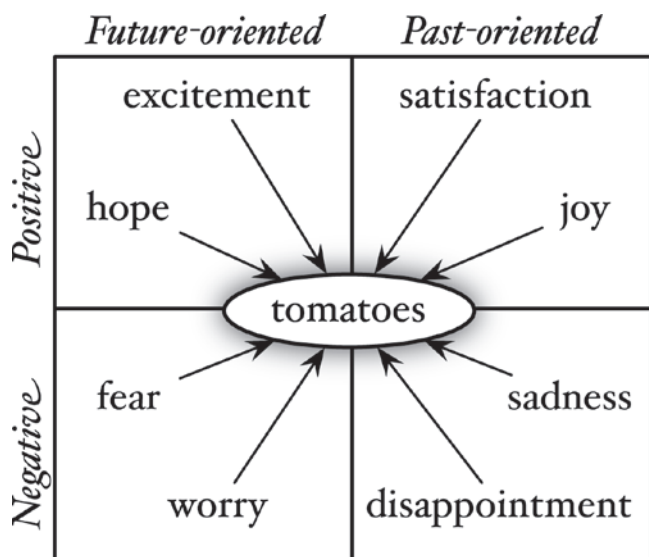 Future-oriented
Past-oriented
Positive
excitement
satisfaction
hope
joy
tomatoes
Negative
fear
sadness
worry
disappointment